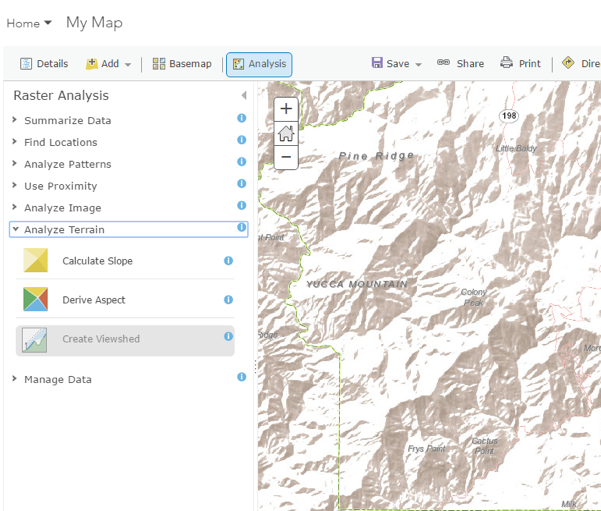 Home My Map
Details Add Basemap Analysis Save Share Print Dire
Raster Analysis
Summarize Data
Find Locations
Analyze Patterns
Use Proximity
Analyze Image
Analyze Terrain
Calculate Slope
Derive Aspect
Create Viewshed
Manage Data
198
Little Baldy
Pine Ridge
Point
YUCCA MOUNTAIN
Colony
Peak
Frys Point
Cactus
Point
Milk